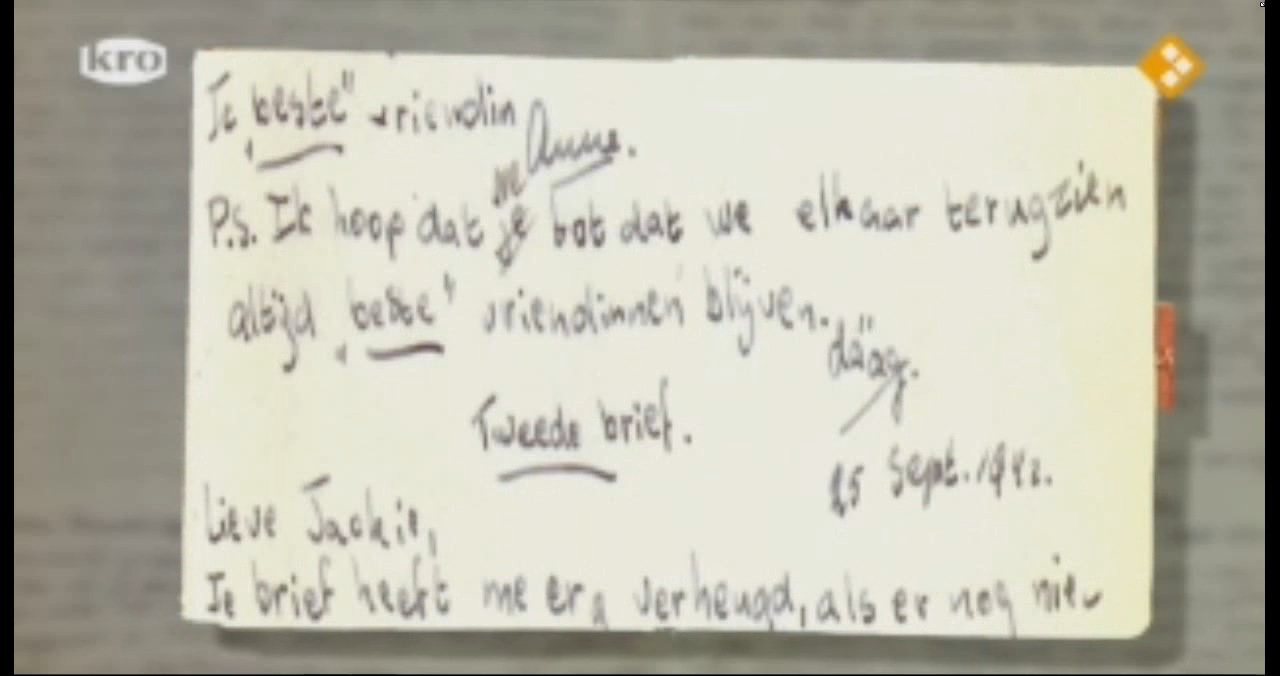 kro
Je „beste" vriendin
Anne.
we
P.S. Ik hoop dat je tot dat we elkaar terugzien
altijd „beste" vriendinnen blijven.
däag.
Tweede brief.
25 Sept. 1942.
Lieve Jackie,
Je brief heeft me erg verheugd, als er nog nie-